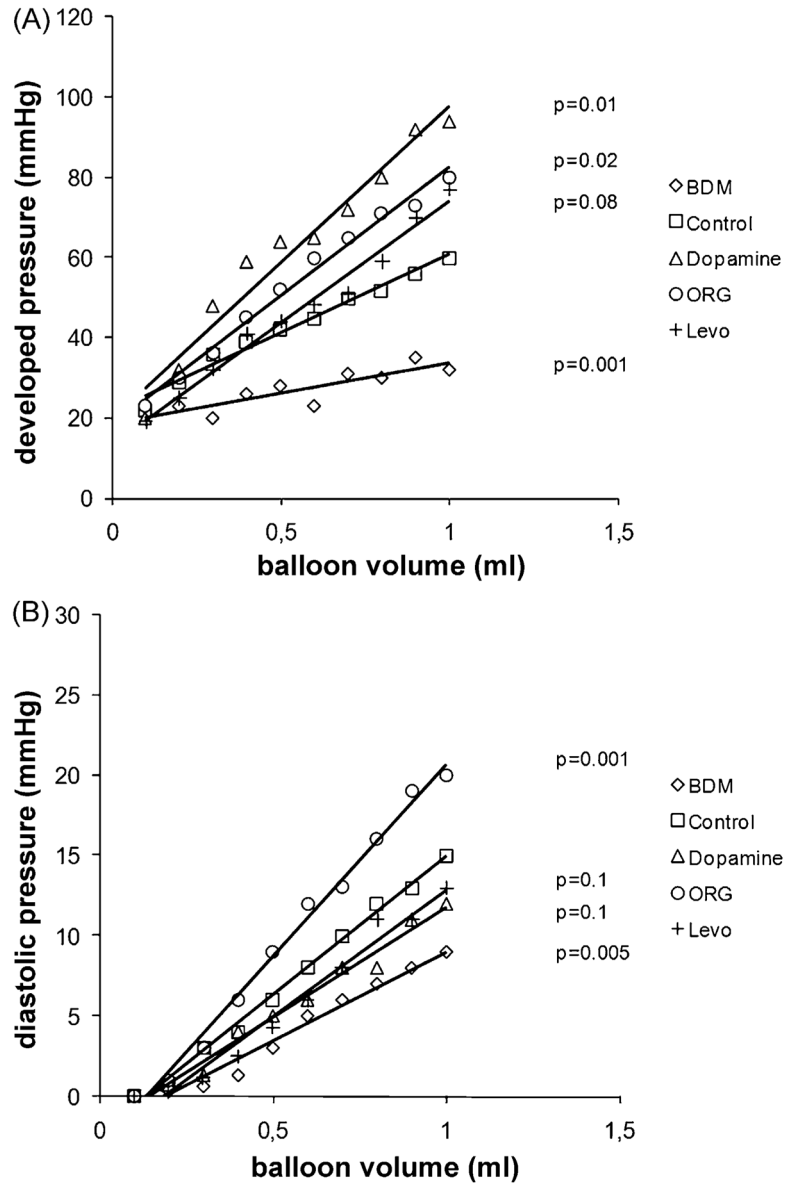 (A)
120
100
80
60
40
20
0
0
0,5
1
1,5
developed pressure (mmHg)
balloon volume (ml)
p=0.01
p=0.02
p=0.08
p=0.001
BDM
Control
Dopamine
ORG
Levo
(B)
30
25
20
15
10
5
0
0
0,5
1
1,5
diastolic pressure (mmHg)
balloon volume (ml)
p=0.001
p=0.1
p=0.1
p=0.005
BDM
Control
Dopamine
ORG
Levo